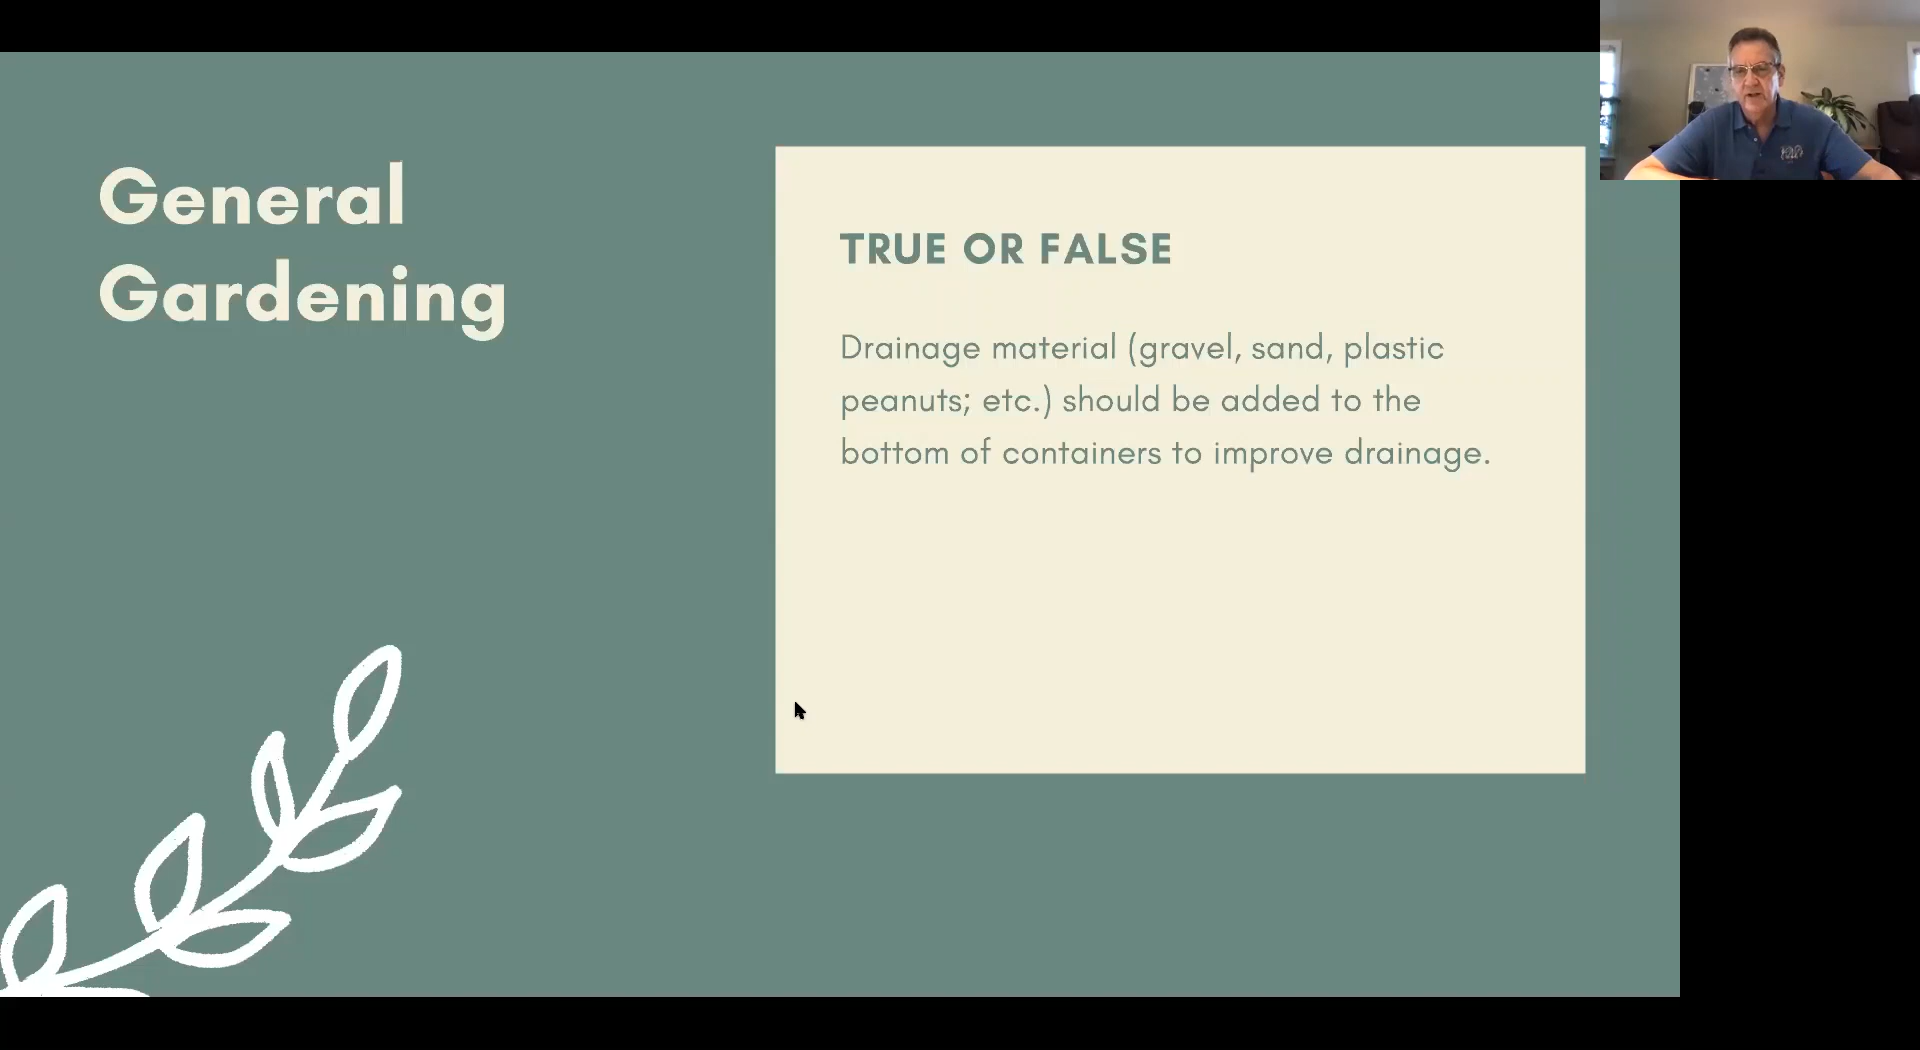 General
Gardening
TRUE OR FALSE
Drainage material (gravel, sand, plastic
peanuts; etc.) should be added to the
bottom of containers to improve drainage.